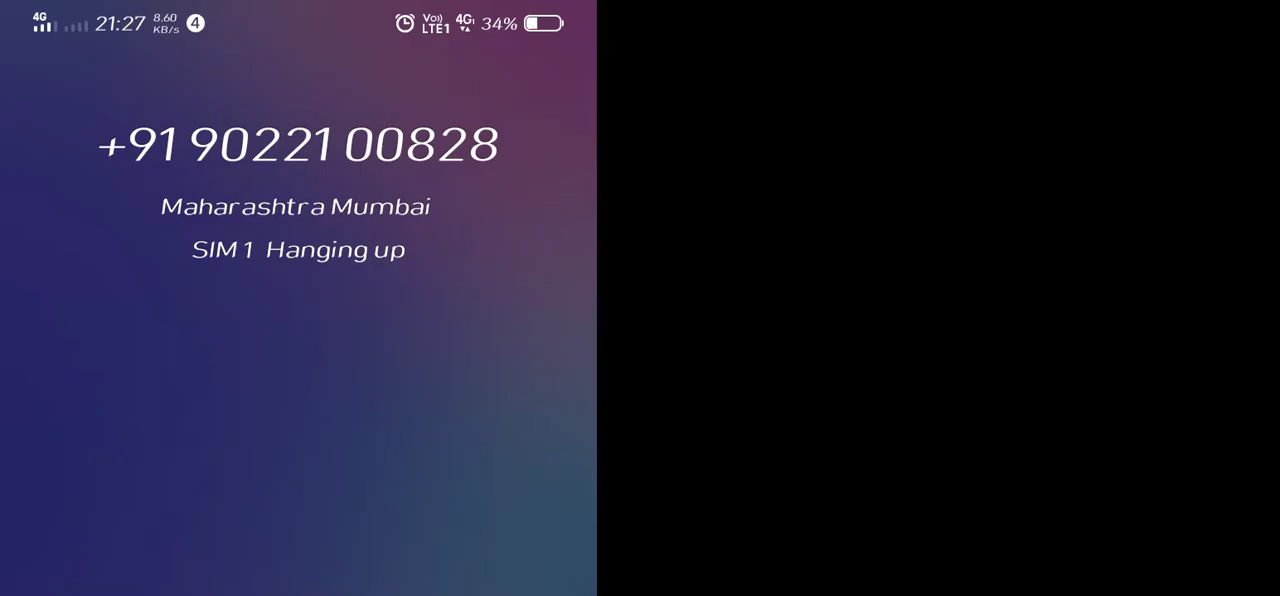 4G 21:27 8.60 KB/s 4 Vo)) LTE1 4G 34%
+91 90221 00828
Maharashtra Mumbai
SIM 1 Hanging up